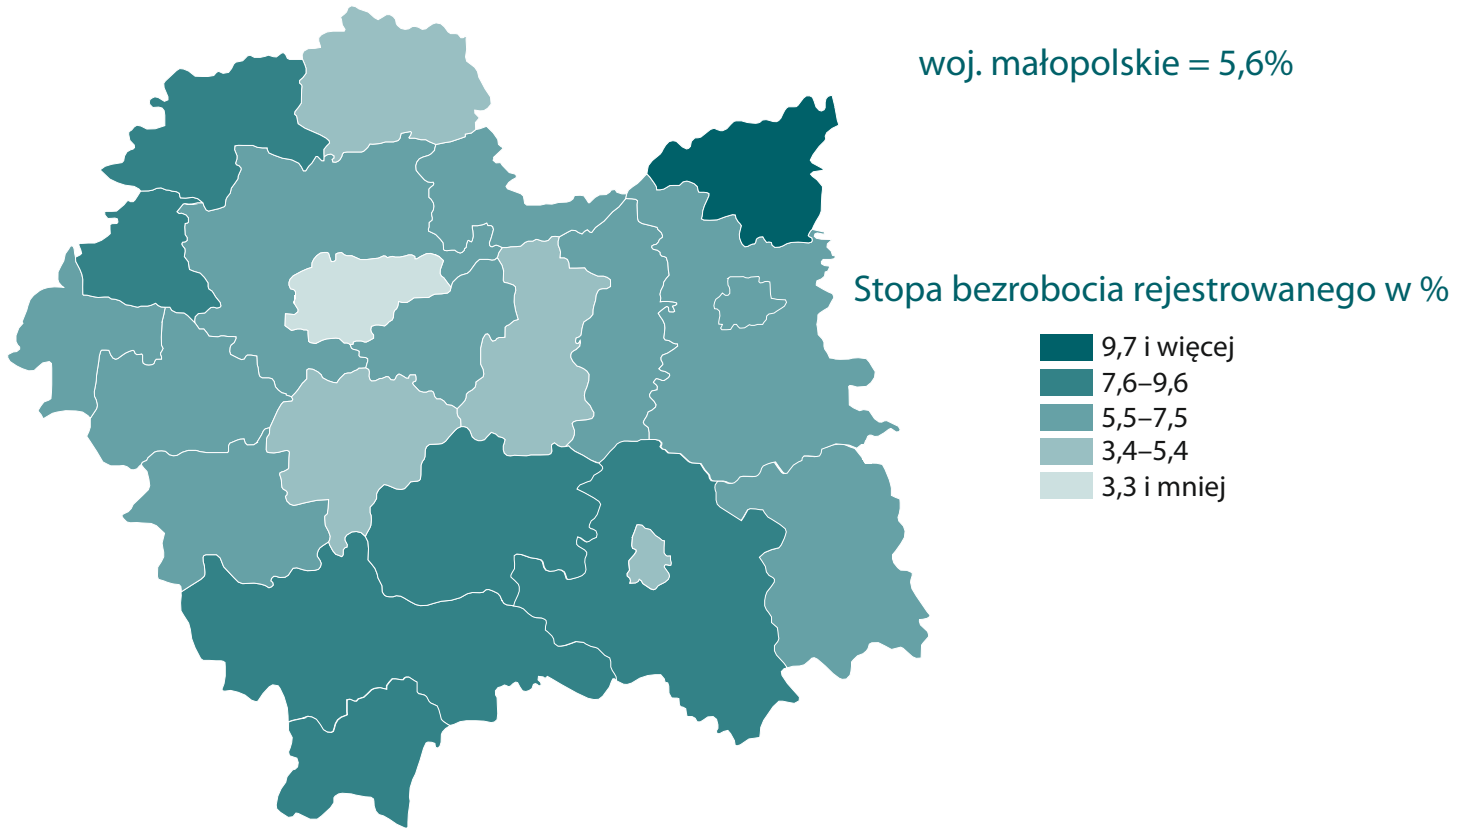 woj. małopolskie = 5,6%
Stopa bezrobocia rejestrowanego w %
9,7 i więcej
7,6–9,6
5,5–7,5
3,4–5,4
3,3 i mniej